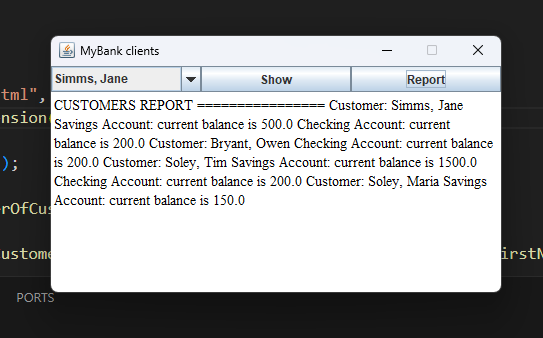 MyBank clients
Simms, Jane
Show
Report
tml",
nsion(
CUSTOMERS REPORT ================ Customer: Simms, Jane
Savings Account: current balance is 500.0 Checking Account: current
balance is 200.0 Customer: Bryant, Owen Checking Account: current balance
is 200.0 Customer: Soley, Tim Savings Account: current balance is 1500.0
Checking Account: current balance is 200.0 Customer: Soley, Maria Savings
Account: current balance is 150.0
);
erOfCus
ustome
irstN
PORTS